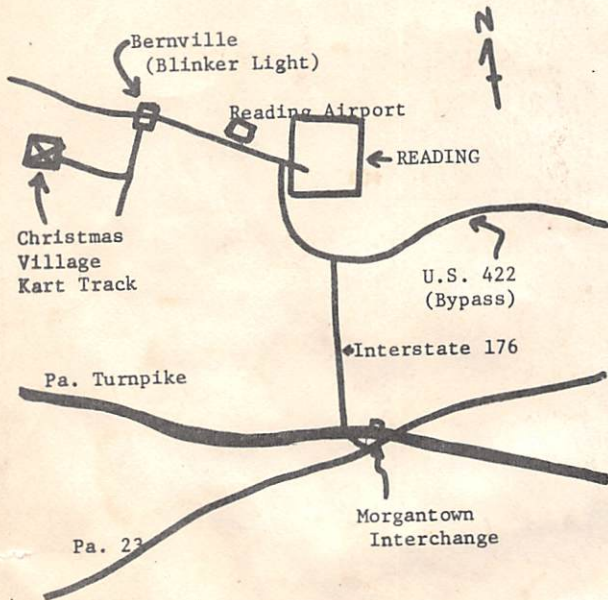 N
Bernville
(Blinker Light)
Reading Airport
READING
Christmas
Village
Kart Track
U.S. 422
(Bypass)
Interstate 176
Pa. Turnpike
Morgantown
Interchange
Pa. 23